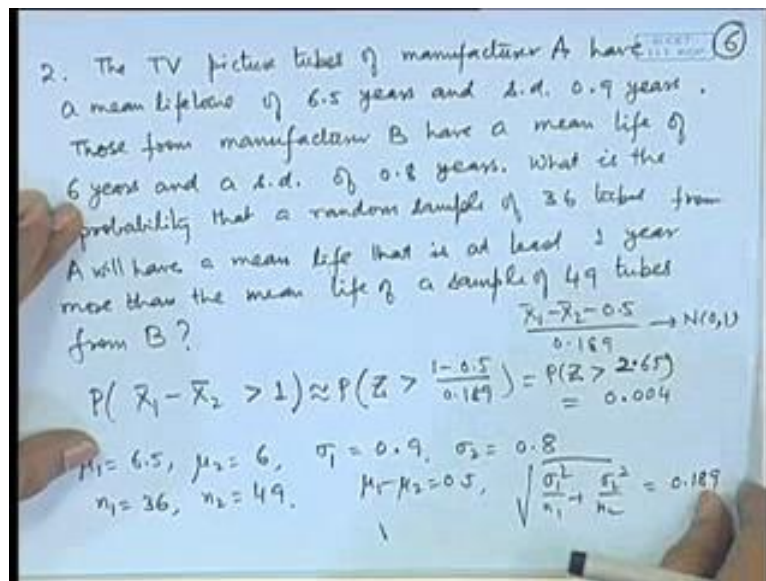 6
2. The TV picture tubes of manufacturer A have
a mean lifetime of 6.5 years and s.d. 0.9 years.
Those from manufacturer B have a mean life of
6 years and a s.d. of 0.8 years. What is the
probability that a random sample of 36 tubes from
A will have a mean life that is at least 1 year
more than the mean life of a sample of 49 tubes
from B?
(X̄₁ - X̄₂ - 0.5) / 0.189 → N(0,1)
P( X̄₁ - X̄₂ > 1) ≈ P(Z > (1 - 0.5) / 0.189) = P(Z > 2.65)
= 0.004
μ₁ = 6.5, μ₂ = 6, σ₁ = 0.9, σ₂ = 0.8
n₁ = 36, n₂ = 49. μ₁ - μ₂ = 0.5, √(σ₁²/n₁ + σ₂²/n₂) = 0.189